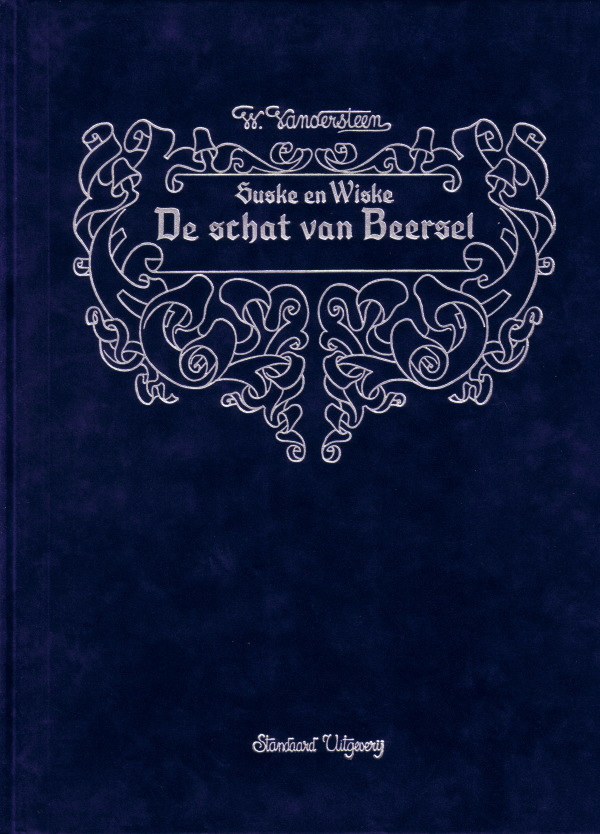 W. Vandersteen
Suske en Wiske
De schat van Beersel
Standaard Uitgeverij